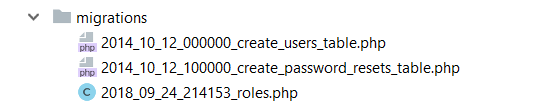 migrations
php 2014_10_12_000000_create_users_table.php
php 2014_10_12_100000_create_password_resets_table.php
C 2018_09_24_214153_roles.php